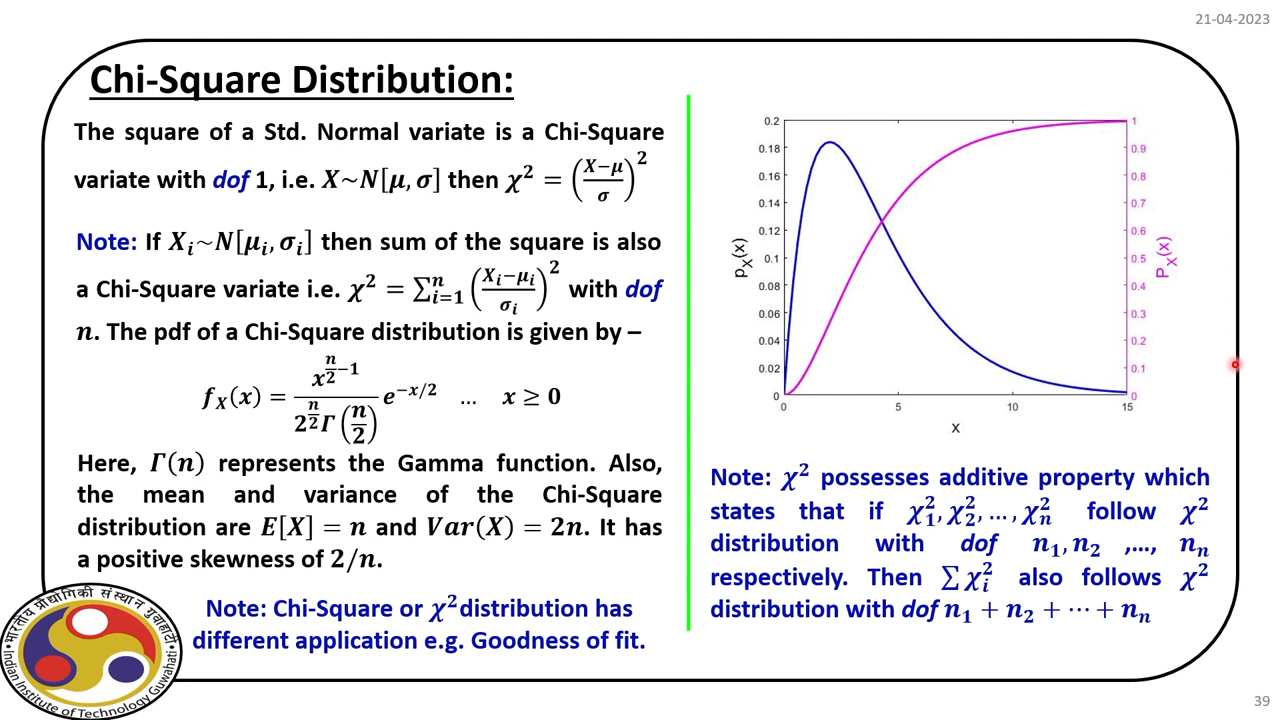 21-04-2023
Chi-Square Distribution:
The square of a Std. Normal variate is a Chi-Square
variate with dof 1, i.e. X~N[μ, σ] then χ² = ((X−μ)/σ)²
Note: If Xᵢ~N[μᵢ, σᵢ] then sum of the square is also
a Chi-Square variate i.e. χ² = ∑ⁿᵢ₌₁ ((Xᵢ−μᵢ)/σᵢ)² with dof
n. The pdf of a Chi-Square distribution is given by –
f_X(x) = x^(n/2−1) / (2^(n/2) Γ(n/2)) e^(−x/2) … x ≥ 0
Here, Γ(n) represents the Gamma function. Also,
the mean and variance of the Chi-Square
distribution are E[X] = n and Var(X) = 2n. It has
a positive skewness of 2/n.
Note: Chi-Square or χ² distribution has
different application e.g. Goodness of fit.
भारतीय प्रौद्योगिकी संस्थान गुवाहाटी
Indian Institute of Technology Guwahati
0.2
0.18
0.16
0.14
0.12
0.1
0.08
0.06
0.04
0.02
0
p_X(x)
0 5 10 15
x
1
0.9
0.8
0.7
0.6
0.5
0.4
0.3
0.2
0.1
0
P_X(x)
Note: χ² possesses additive property which
states that if χ₁², χ₂², …, χₙ² follow χ²
distribution with dof n₁, n₂ ,…, nₙ
respectively. Then ∑ χᵢ² also follows χ²
distribution with dof n₁ + n₂ + ⋯ + nₙ
39